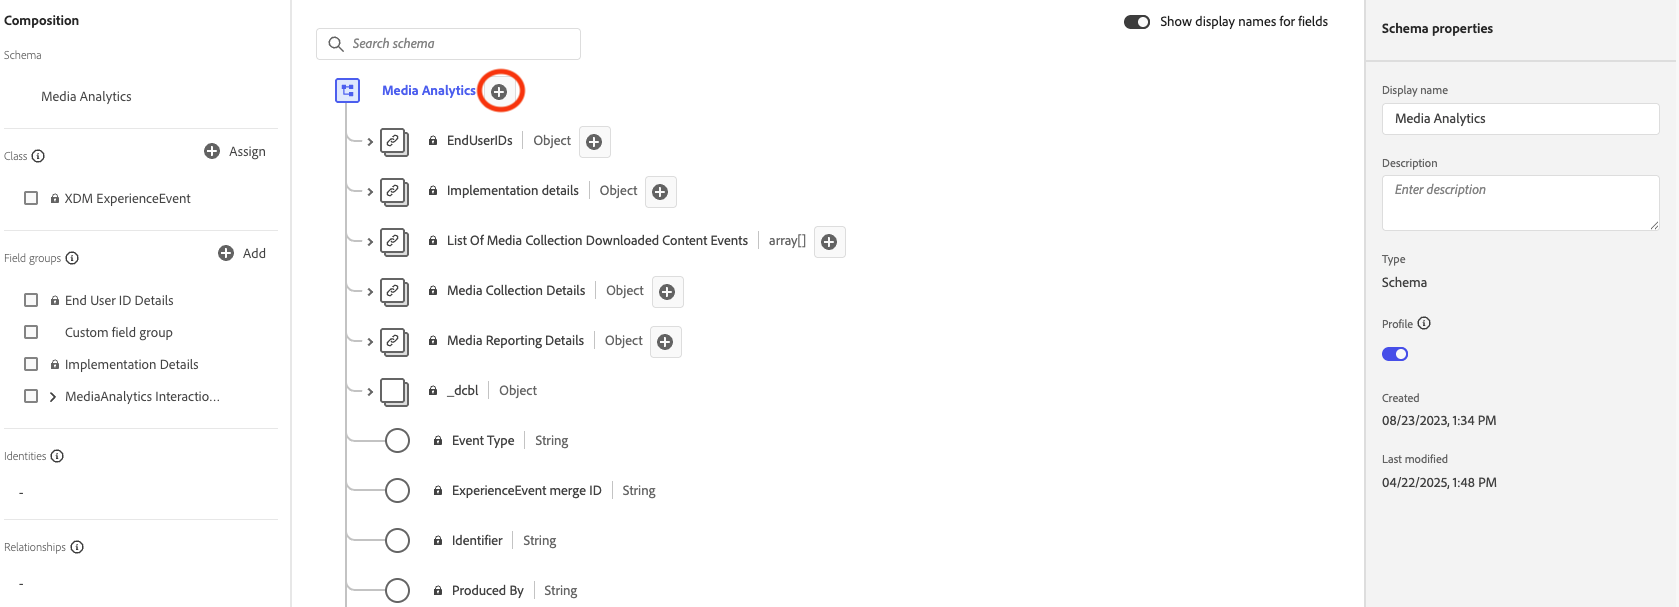 Composition
Schema
Media Analytics
Class
Assign
XDM ExperienceEvent
Field groups
Add
End User ID Details
Custom field group
Implementation Details
MediaAnalytics Interactio...
Identities
-
Relationships
-
Search schema
Show display names for fields
Media Analytics
EndUserIDs Object
Implementation details Object
List Of Media Collection Downloaded Content Events array[]
Media Collection Details Object
Media Reporting Details Object
_dcbl Object
Event Type String
ExperienceEvent merge ID String
Identifier String
Produced By String
Schema properties
Display name
Media Analytics
Description
Enter description
Type
Schema
Profile
Created
08/23/2023, 1:34 PM
Last modified
04/22/2025, 1:48 PM